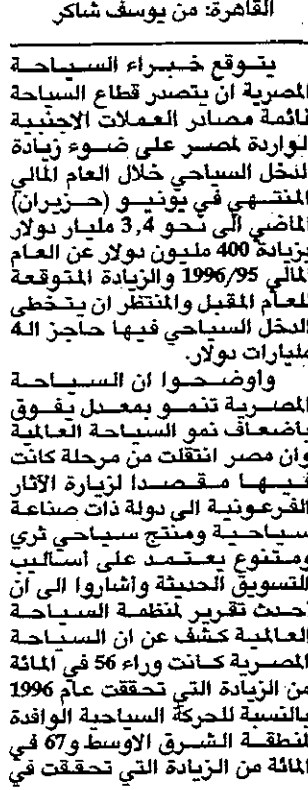 القاهرة: من يوسف شاكر
يتوقع خبراء السياحة
المصرية ان يتصدر قطاع السياحة
قائمة مصادر العملات الاجنبية
الواردة لمصر على ضوء زيادة
الدخل السياحي خلال العام المالي
المنتهي في يونيو (حزيران)
الماضي الى نحو 3,4 مليار دولار
بزيادة 400 مليون دولار عن العام
المالي 1996/95 والزيادة المتوقعة
للعام المقبل والمنتظر ان يتخطى
الدخل السياحي فيها حاجز الـ4
مليارات دولار.
وأوضحوا ان السياحة
المصرية تنمو بمعدل يفوق
باضعاف نمو السياحة العالمية
وان مصر انتقلت من مرحلة كانت
فيها مقصدا لزيارة الآثار
الفرعونية الى دولة ذات صناعة
سياحية ومنتج سياحي ثري
ومتنوع يعتمد على أساليب
التسويق الحديثة وأشاروا الى أن
أحدث تقرير لمنظمة السياحة
العالمية كشف عن ان السياحة
المصرية كانت وراء 56 في المائة
من الزيادة التي تحققت عام 1996
بالنسبة للحركة السياحية الوافدة
لمنطقة الشرق الاوسط و67 في
المائة من الزيادة التي تحققت في